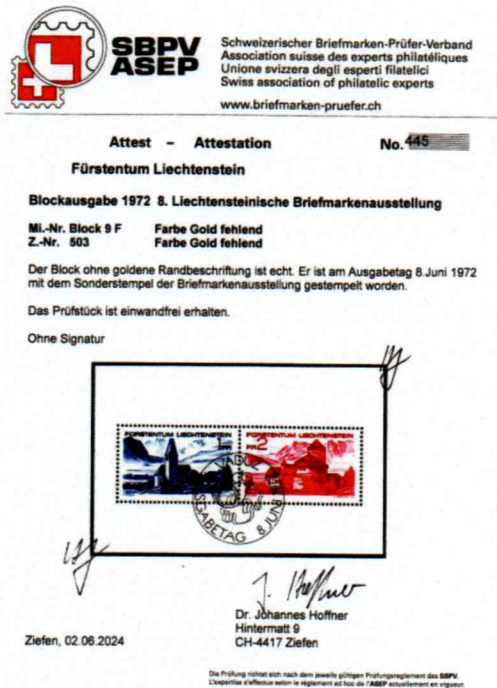 SBPV
ASEP
Schweizerischer Briefmarken-Prüfer-Verband
Association suisse des experts philatéliques
Unione svizzera degli esperti filatelici
Swiss association of philatelic experts
www.briefmarken-pruefer.ch
Attest – Attestation No. 445
Fürstentum Liechtenstein
Blockausgabe 1972 8. Liechtensteinische Briefmarkenausstellung
Mi.-Nr. Block 9 F Farbe Gold fehlend
Z.-Nr. 503 Farbe Gold fehlend
Der Block ohne goldene Randbeschriftung ist echt. Er ist am Ausgabetag 8.Juni 1972
mit dem Sonderstempel der Briefmarkenausstellung gestempelt worden.
Das Prüfstück ist einwandfrei erhalten.
Ohne Signatur
FÜRSTENTUM LIECHTENSTEIN 1
FÜRSTENTUM LIECHTENSTEIN 2
SGABETAG 8.JUNI
J. Hoffner
Dr. Johannes Hoffner
Hintermatt 9
Ziefen, 02.06.2024 CH-4417 Ziefen
Die Prüfung richtet sich nach dem jeweils gültigen Prüfungsreglement des SBPV.
L'expertise s'effectue selon le règlement ad hoc de l'ASEP actuellement en vigueur.